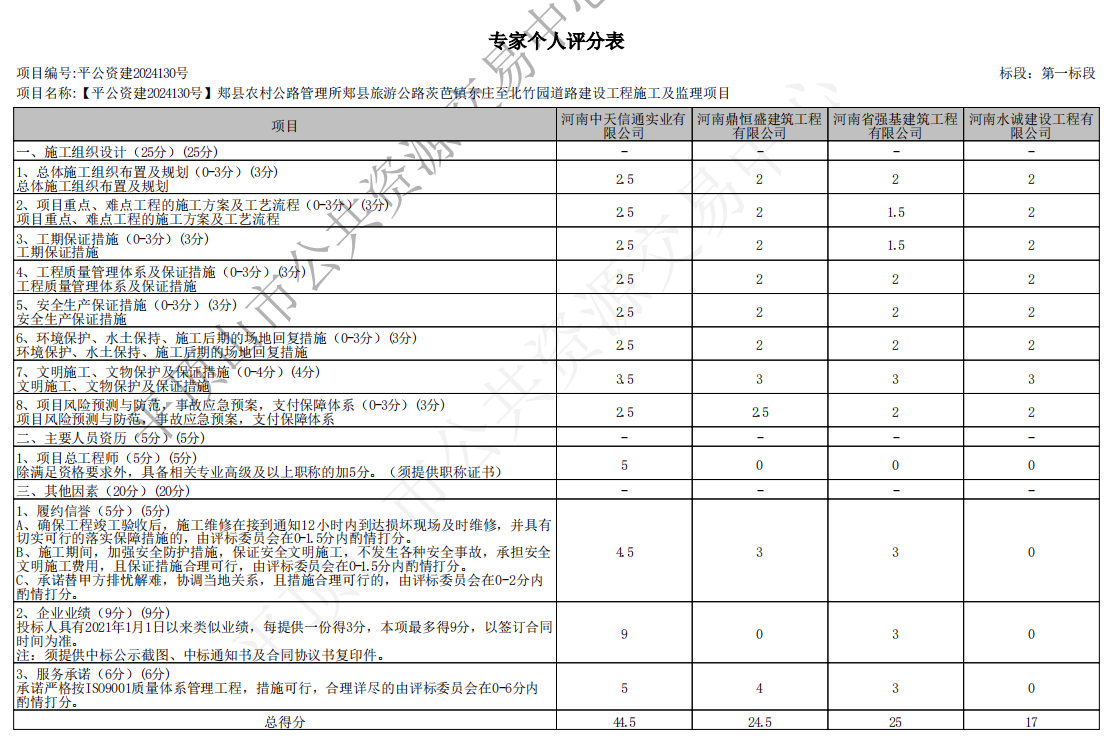 专家个人评分表
项目编号:平公资建2024130号 标段：第一标段
项目名称:【平公资建2024130号】郏县农村公路管理所郏县旅游公路茨芭镇东庄至北竹园道路建设工程施工及监理项目
项目 河南中天信通实业有限公司 河南鼎恒盛建筑工程有限公司 河南省强基建筑工程有限公司 河南水诚建设工程有限公司
一、施工组织设计（25分）(25分) – – – –
1、总体施工组织布置及规划（0-3分）(3分)
总体施工组织布置及规划 2.5 2 2 2
2、项目重点、难点工程的施工方案及工艺流程（0-3分）(3分)
项目重点、难点工程的施工方案及工艺流程 2.5 2 1.5 2
3、工期保证措施（0-3分）(3分)
工期保证措施 2.5 2 1.5 2
4、工程质量管理体系及保证措施（0-3分）(3分)
工程质量管理体系及保证措施 2.5 2 2 2
5、安全生产保证措施（0-3分）(3分)
安全生产保证措施 2.5 2 2 2
6、环境保护、水土保持、施工后期的场地回复措施（0-3分）(3分)
环境保护、水土保持、施工后期的场地回复措施 2.5 2 2 2
7、文明施工、文物保护及保证措施（0-4分）(4分)
文明施工、文物保护及保证措施 3.5 3 3 3
8、项目风险预测与防范，事故应急预案，支付保障体系（0-3分）(3分)
项目风险预测与防范，事故应急预案，支付保障体系 2.5 2.5 2 2
二、主要人员资历（5分）(5分) – – – –
1、项目总工程师（5分）(5分)
除满足资格要求外，具备相关专业高级及以上职称的加5分。（须提供职称证书） 5 0 0 0
三、其他因素（20分）(20分) – – – –
1、履约信誉（5分）(5分)
A、确保工程竣工验收后，施工维修在接到通知12小时内到达损坏现场及时维修，并具有
切实可行的落实保障措施的，由评标委员会在0-1.5分内酌情打分。
B、施工期间，加强安全防护措施，保证安全文明施工，不发生各种安全事故，承担安全
文明施工费用，且保证措施合理可行，由评标委员会在0-1.5分内酌情打分。
C、承诺替甲方排忧解难，协调当地关系，且措施合理可行的，由评标委员会在0-2分内
酌情打分。 4.5 3 3 0
2、企业业绩（9分）(9分)
投标人具有2021年1月1日以来类似业绩，每提供一份得3分，本项最多得9分，以签订合同
时间为准。
注：须提供中标公示截图、中标通知书及合同协议书复印件。 9 0 3 0
3、服务承诺（6分）(6分)
承诺严格按ISO9001质量体系管理工程，措施可行，合理详尽的由评标委员会在0-6分内
酌情打分。 5 4 3 0
总得分 44.5 24.5 25 17
平顶山市公共资源交易中心
平顶山市公共资源交易中心